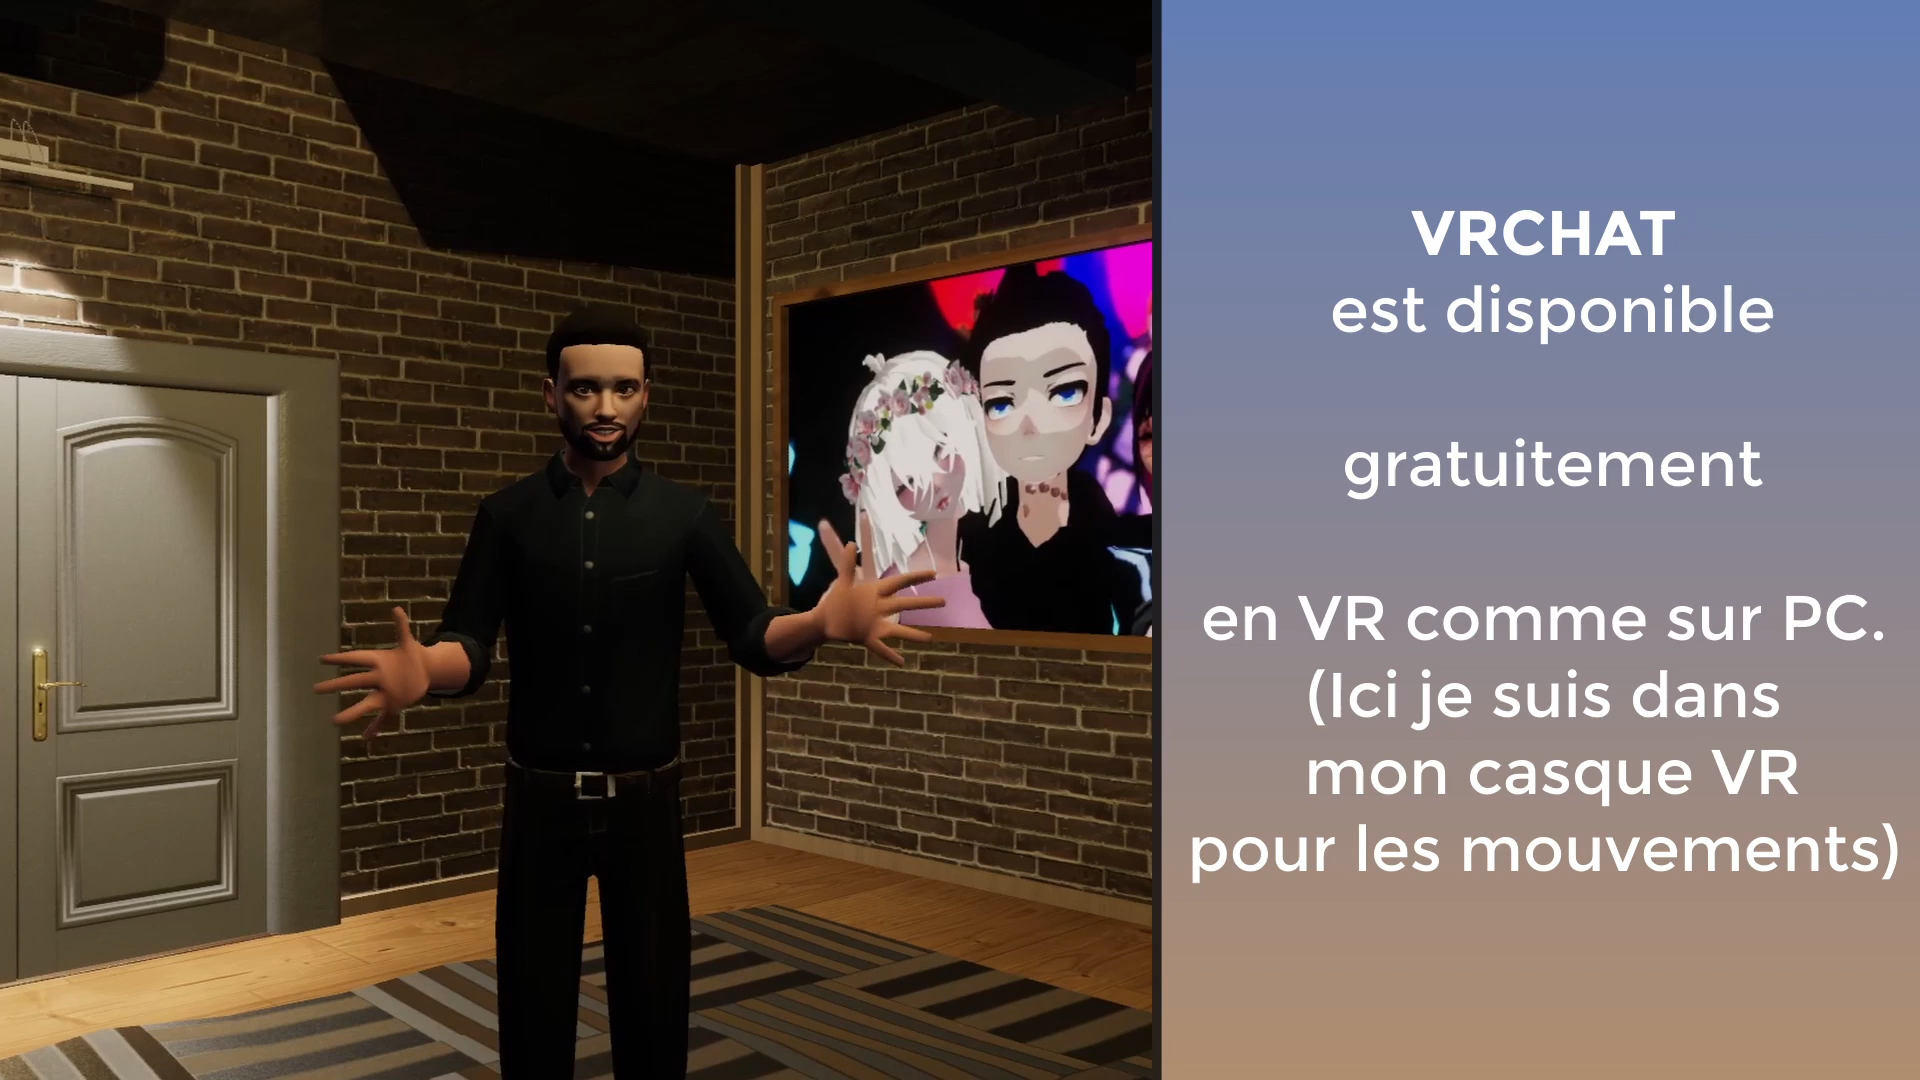 VRCHAT
est disponible
gratuitement
en VR comme sur PC.
(Ici je suis dans
mon casque VR
pour les mouvements)